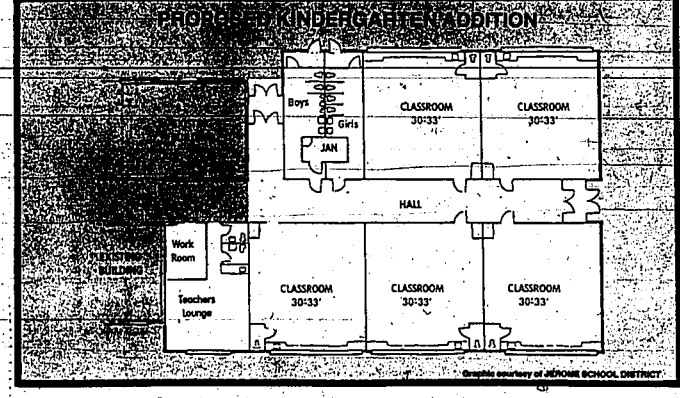 PROPOSED KINDERGARTEN ADDITION
Boys
Girls
JAN
CLASSROOM
30·33'
CLASSROOM
30·33'
HALL
EXISTING
BUILDING
Work
Room
Teachers
Lounge
CLASSROOM
30·33'
CLASSROOM
30·33'
CLASSROOM
30·33'
Graphic courtesy of JEROME SCHOOL DISTRICT